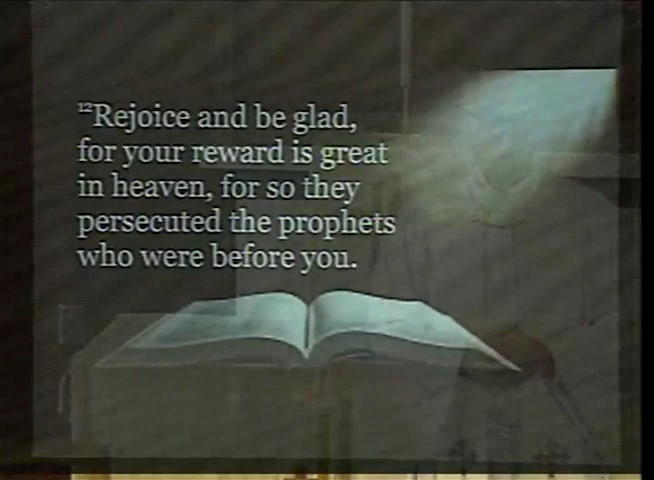 ¹²Rejoice and be glad,
for your reward is great
in heaven, for so they
persecuted the prophets
who were before you.